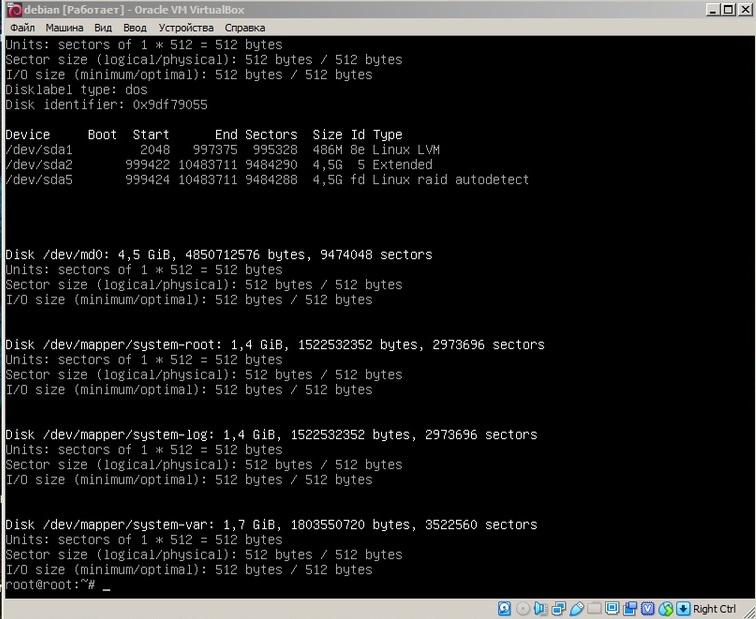 debian [Работает] - Oracle VM VirtualBox
Файл Машина Вид Ввод Устройства Справка
Units: sectors of 1 * 512 = 512 bytes
Sector size (logical/physical): 512 bytes / 512 bytes
I/O size (minimum/optimal): 512 bytes / 512 bytes
Disklabel type: dos
Disk identifier: 0x9df79055
Device Boot Start End Sectors Size Id Type
/dev/sda1 2048 997375 995328 486M 8e Linux LVM
/dev/sda2 999422 10483711 9484290 4,5G 5 Extended
/dev/sda5 999424 10483711 9484288 4,5G fd Linux raid autodetect
Disk /dev/md0: 4,5 GiB, 4850712576 bytes, 9474048 sectors
Units: sectors of 1 * 512 = 512 bytes
Sector size (logical/physical): 512 bytes / 512 bytes
I/O size (minimum/optimal): 512 bytes / 512 bytes
Disk /dev/mapper/system-root: 1,4 GiB, 1522532352 bytes, 2973696 sectors
Units: sectors of 1 * 512 = 512 bytes
Sector size (logical/physical): 512 bytes / 512 bytes
I/O size (minimum/optimal): 512 bytes / 512 bytes
Disk /dev/mapper/system-log: 1,4 GiB, 1522532352 bytes, 2973696 sectors
Units: sectors of 1 * 512 = 512 bytes
Sector size (logical/physical): 512 bytes / 512 bytes
I/O size (minimum/optimal): 512 bytes / 512 bytes
Disk /dev/mapper/system-var: 1,7 GiB, 1803550720 bytes, 3522560 sectors
Units: sectors of 1 * 512 = 512 bytes
Sector size (logical/physical): 512 bytes / 512 bytes
I/O size (minimum/optimal): 512 bytes / 512 bytes
root@root:~# _
Right Ctrl